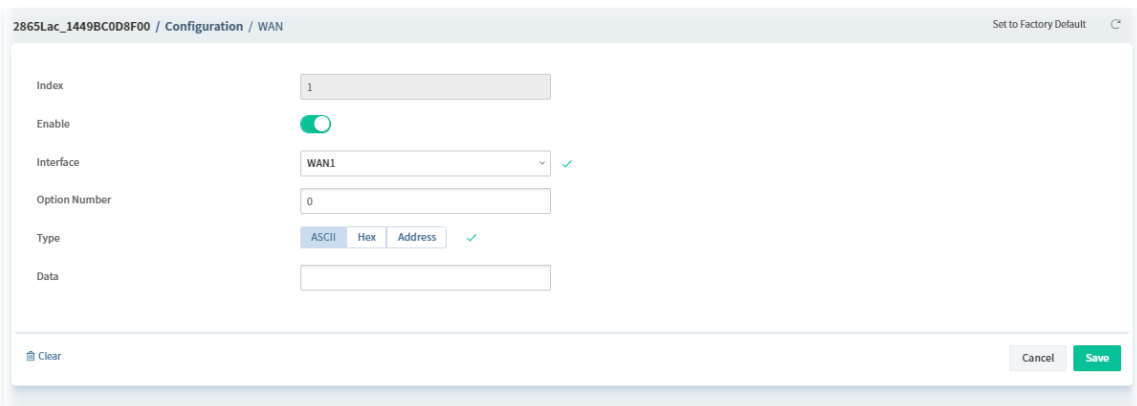 2865Lac_1449BC0D8F00 / Configuration / WAN Set to Factory Default
Index 1
Enable
Interface WAN1
Option Number 0
Type ASCII Hex Address
Data
Clear Cancel Save